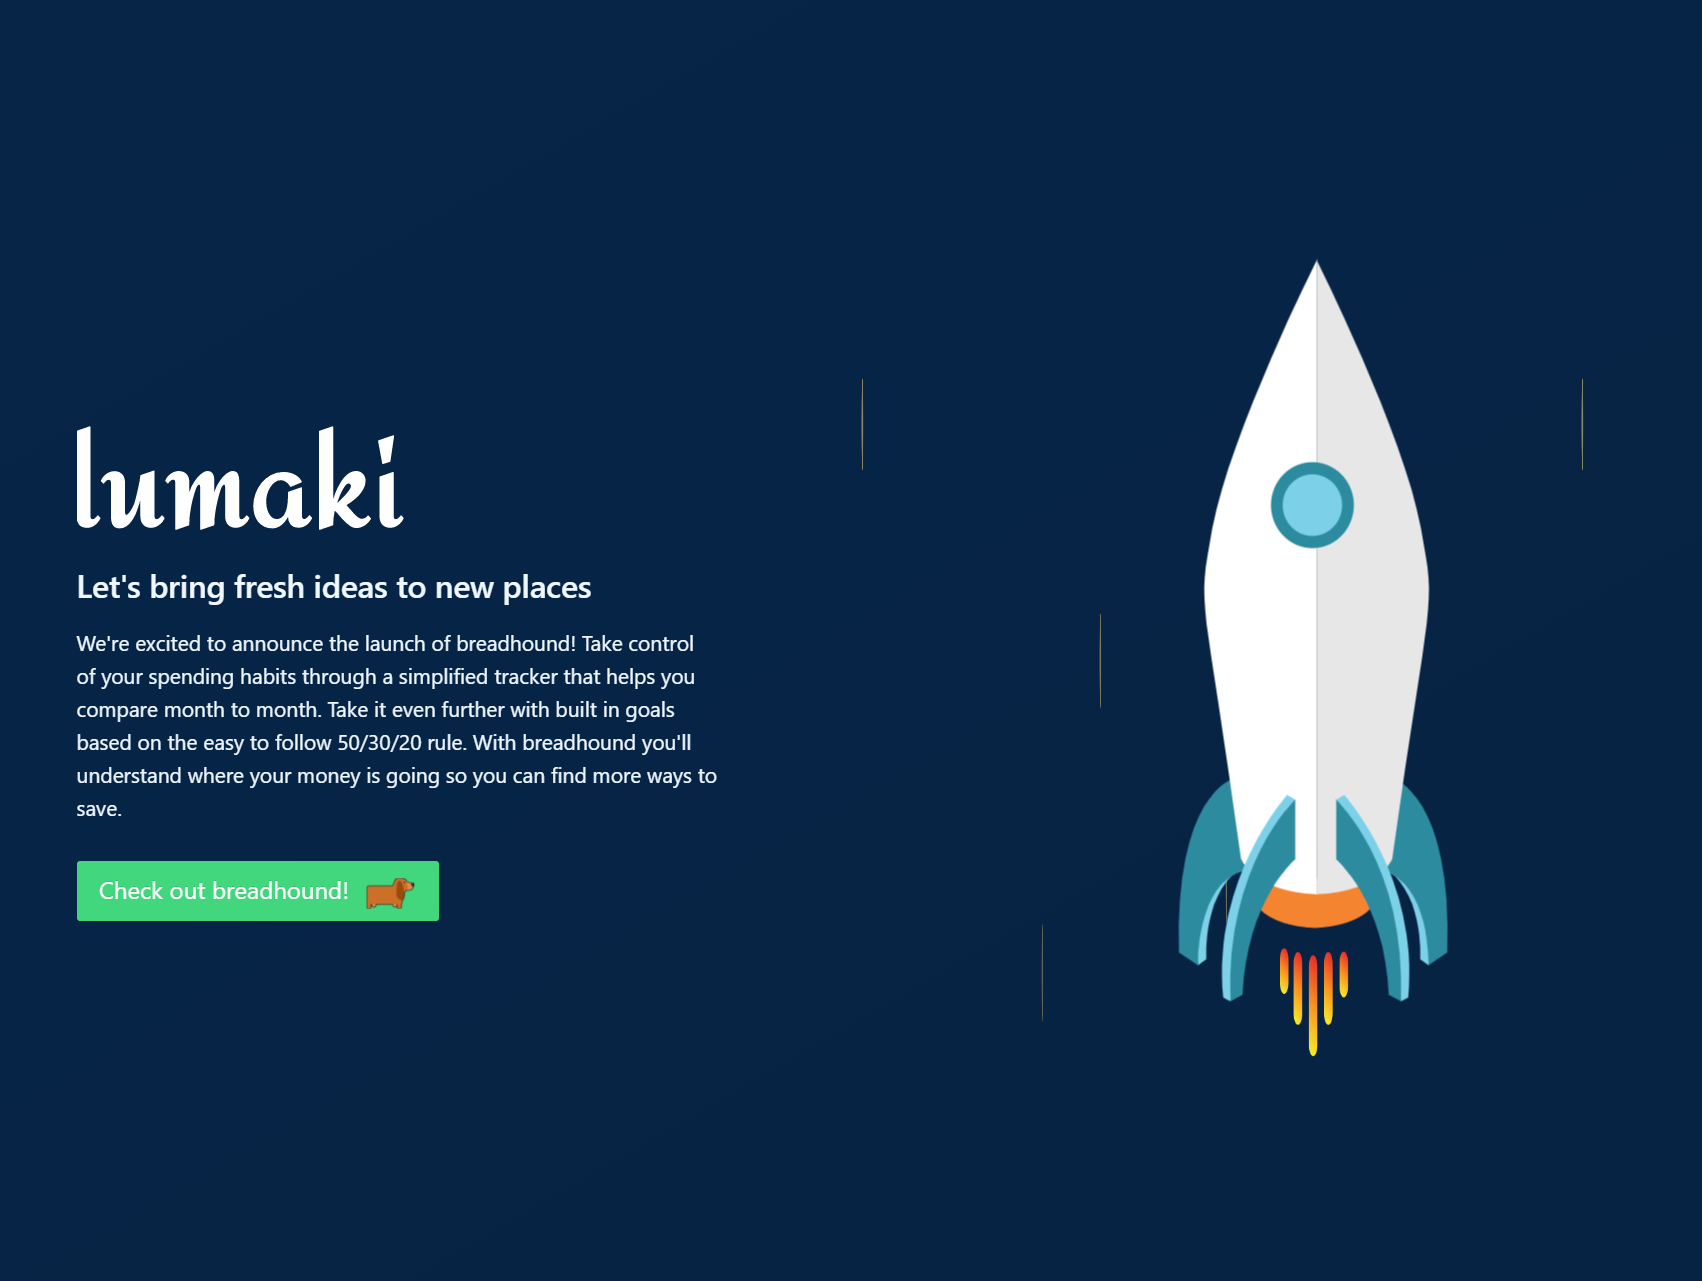 lumaki
Let's bring fresh ideas to new places
We're excited to announce the launch of breadhound! Take control
of your spending habits through a simplified tracker that helps you
compare month to month. Take it even further with built in goals
based on the easy to follow 50/30/20 rule. With breadhound you'll
understand where your money is going so you can find more ways to
save.
Check out breadhound!